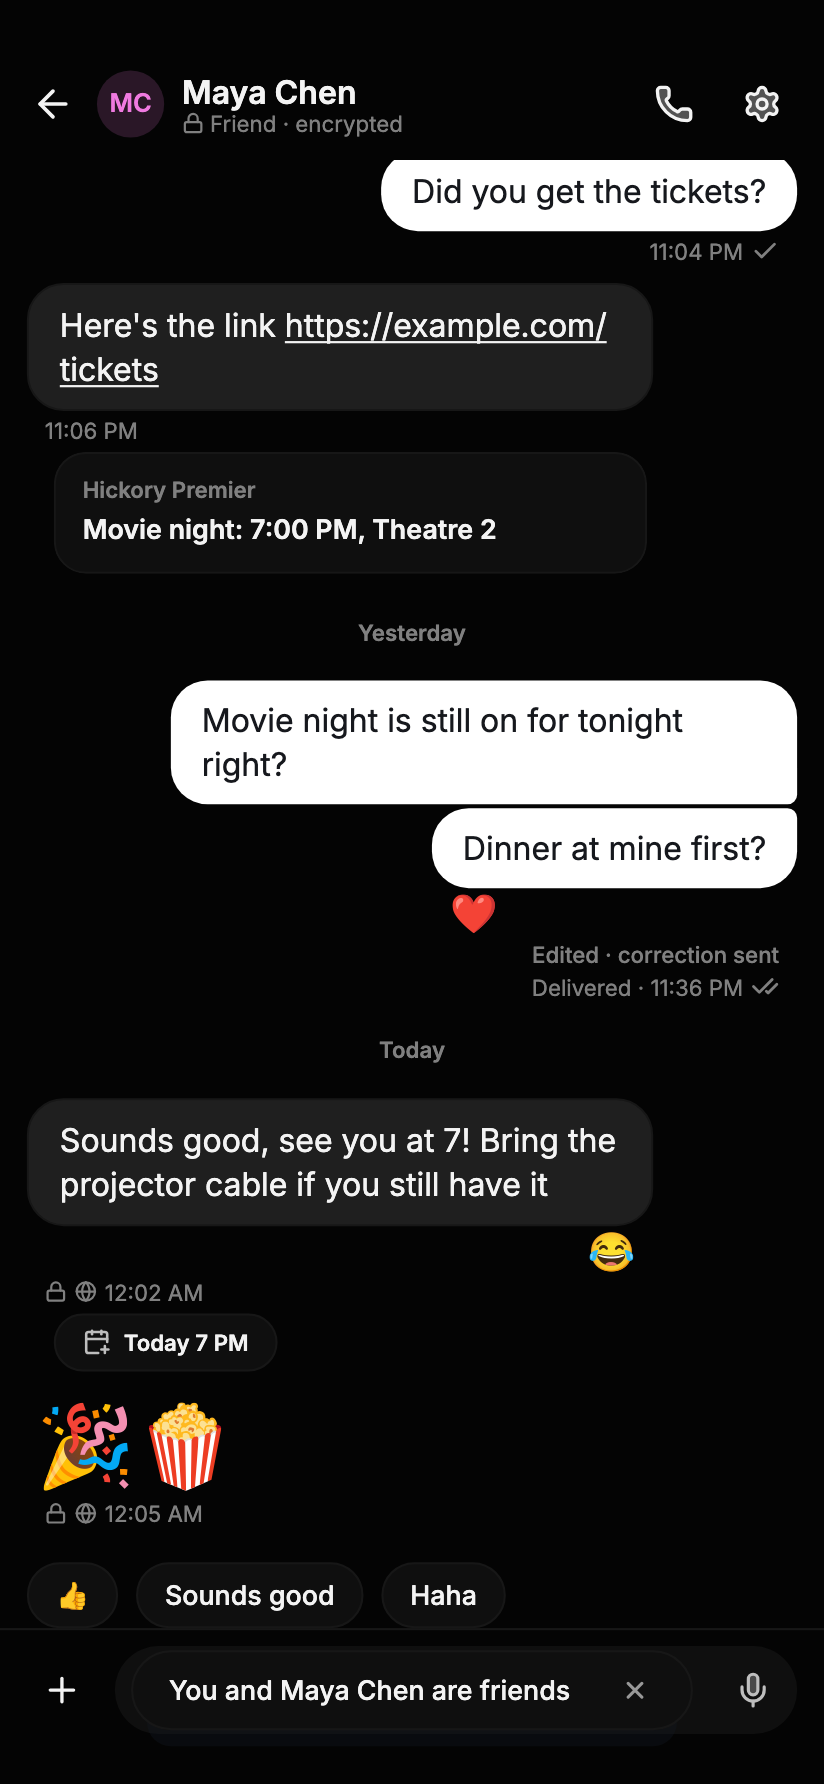 MC
Maya Chen
Friend · encrypted
Did you get the tickets?
11:04 PM
Here's the link https://example.com/
tickets
11:06 PM
Hickory Premier
Movie night: 7:00 PM, Theatre 2
Yesterday
Movie night is still on for tonight
right?
Dinner at mine first?
❤️
Edited · correction sent
Delivered · 11:36 PM
Today
Sounds good, see you at 7! Bring the
projector cable if you still have it
😂
12:02 AM
Today 7 PM
🎉🍿
12:05 AM
👍
Sounds good
Haha
You and Maya Chen are friends